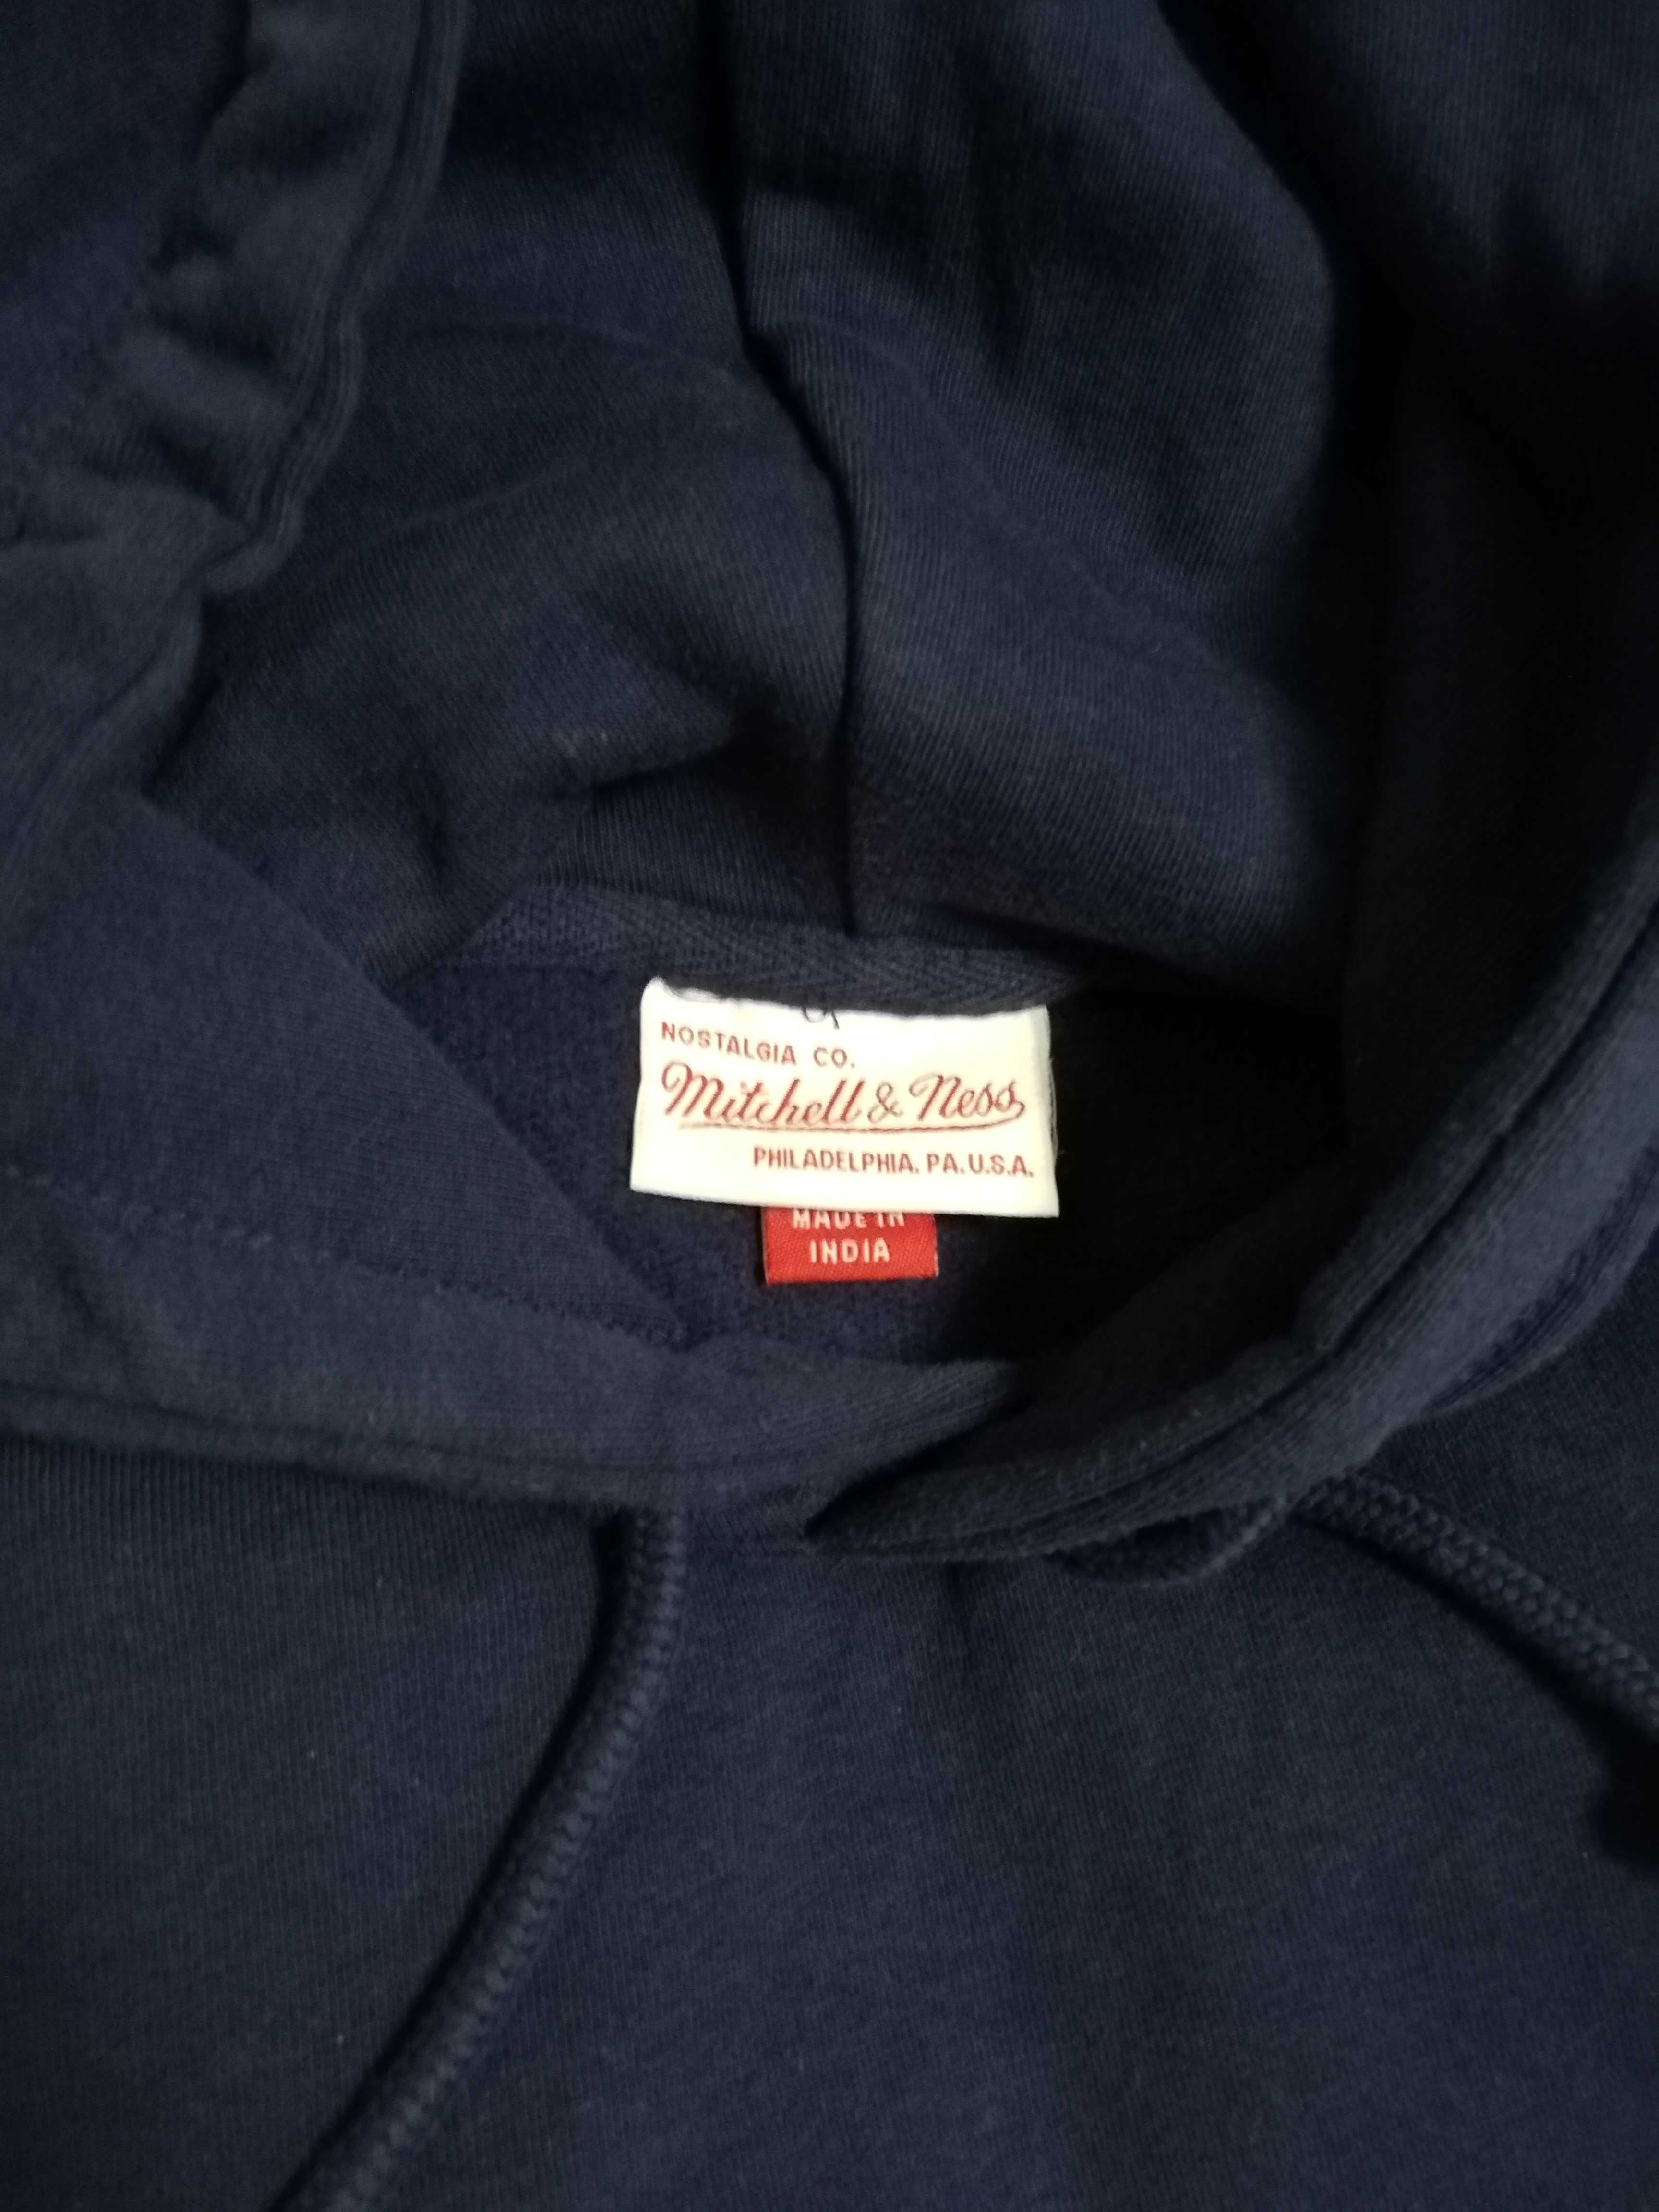 NOSTALGIA CO.
Mitchell & Ness
PHILADELPHIA, PA. U.S.A.
MADE IN
INDIA